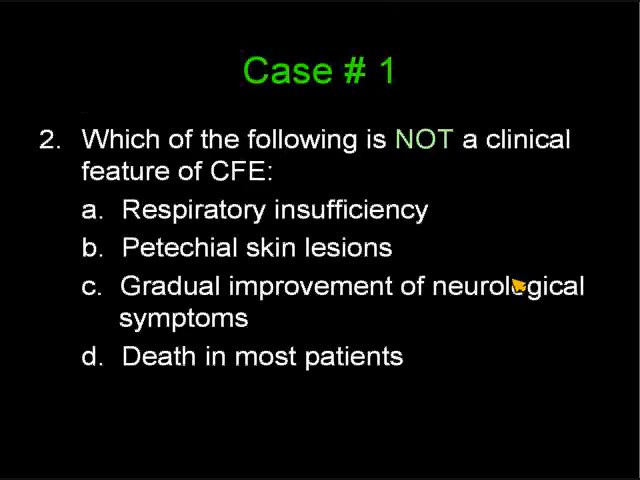 Case # 1
2. Which of the following is NOT a clinical
feature of CFE:
a. Respiratory insufficiency
b. Petechial skin lesions
c. Gradual improvement of neurological
symptoms
d. Death in most patients